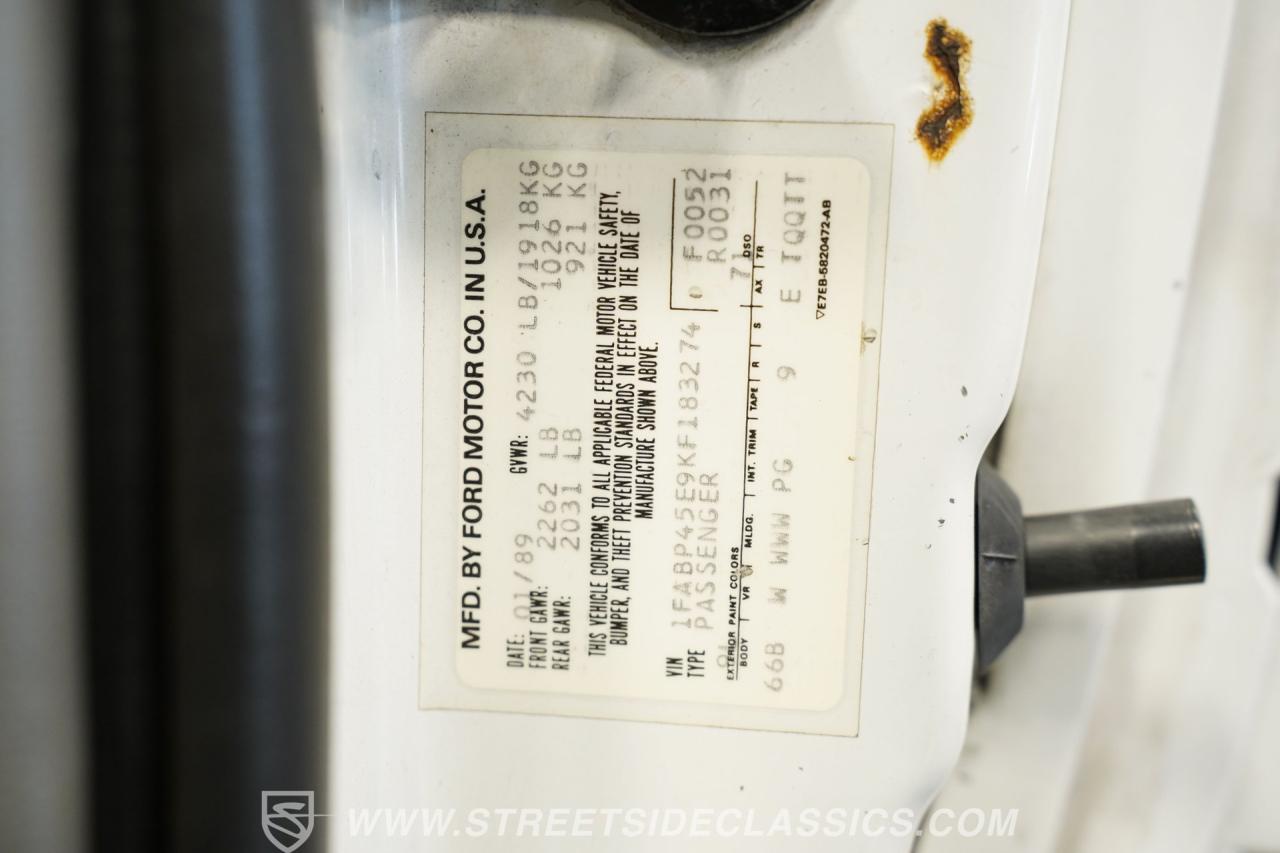 MFD. BY FORD MOTOR CO. IN U.S.A.
DATE: 01/89 GVWR: 4230 LB/1918KG
FRONT GAWR: 2262 LB 1026 KG
REAR GAWR: 2031 LB 921 KG
THIS VEHICLE CONFORMS TO ALL APPLICABLE FEDERAL MOTOR VEHICLE SAFETY,
BUMPER, AND THEFT PREVENTION STANDARDS IN EFFECT ON THE DATE OF
MANUFACTURE SHOWN ABOVE.
VIN 1FABP45E9KF183274 F0052
TYPE PASSENGER R0031
71
EXTERIOR PAINT COLORS DSO
BODY VR MLDG. INT. TRIM TAPE R S AX TR
66B W WWW PG 9 E TQQTT
▽E7EB-5820472-AB
WWW.STREETSIDECLASSICS.COM